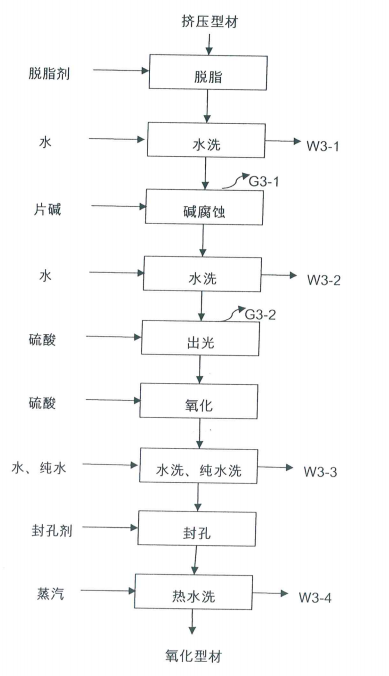 挤压型材
脱脂剂
脱脂
水
水洗
W3-1
G3-1
片碱
碱腐蚀
水
水洗
W3-2
G3-2
硫酸
出光
硫酸
氧化
水、纯水
水洗、纯水洗
W3-3
封孔剂
封孔
蒸汽
热水洗
W3-4
氧化型材